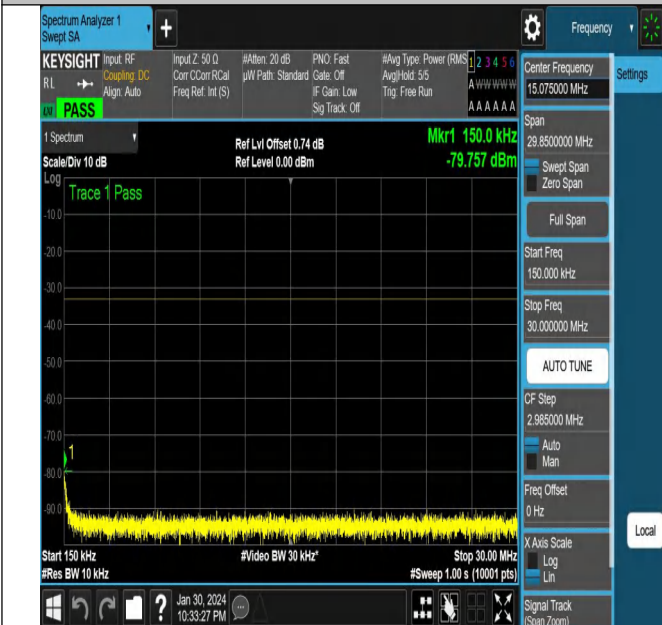 Spectrum Analyzer 1
Swept SA
+
Frequency
KEYSIGHT
RL
PASS
Input: RF
Coupling: DC
Align: Auto
Input Z: 50 Ω
Corr CCorr RCal
Freq Ref: Int (S)
#Atten: 20 dB
µW Path: Standard
PNO: Fast
Gate: Off
IF Gain: Low
Sig Track: Off
#Avg Type: Power (RMS
Avg|Hold: 5/5
Trig: Free Run
1 2 3 4 5 6
A W W W W W
A A A A A A
Center Frequency
15.075000 MHz
Settings
Span
29.8500000 MHz
Swept Span
Zero Span
Full Span
Start Freq
150.000 kHz
Stop Freq
30.000000 MHz
AUTO TUNE
CF Step
2.985000 MHz
Auto
Man
Freq Offset
0 Hz
X Axis Scale
Log
Lin
Local
Signal Track
(Span Zoom)
1 Spectrum
Scale/Div 10 dB
Ref Lvl Offset 0.74 dB
Ref Level 0.00 dBm
Mkr1 150.0 kHz
-79.757 dBm
Log
Trace 1 Pass
-10.0
-20.0
-30.0
-40.0
-50.0
-60.0
-70.0
1
-80.0
-90.0
Start 150 kHz
#Res BW 10 kHz
#Video BW 30 kHz*
Stop 30.00 MHz
#Sweep 1.00 s (10001 pts)
?
Jan 30, 2024
10:33:27 PM